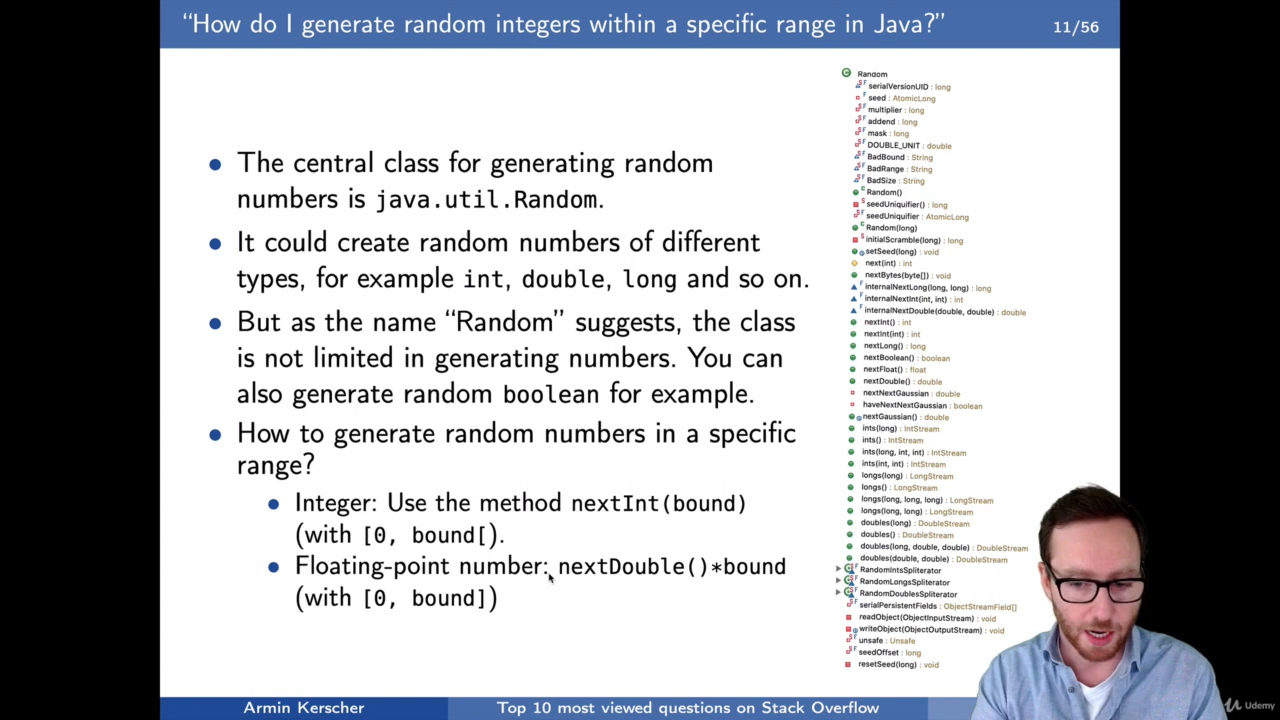 “How do I generate random integers within a specific range in Java?”
11/56
The central class for generating random
numbers is java.util.Random.
It could create random numbers of different
types, for example int, double, long and so on.
But as the name “Random” suggests, the class
is not limited in generating numbers. You can
also generate random boolean for example.
How to generate random numbers in a specific
range?
Integer: Use the method nextInt(bound)
(with [0, bound[).
Floating-point number: nextDouble()*bound
(with [0, bound])
Random
serialVersionUID : long
seed : AtomicLong
multiplier : long
addend : long
mask : long
DOUBLE_UNIT : double
BadBound : String
BadRange : String
BadSize : String
Random()
seedUniquifier() : long
seedUniquifier : AtomicLong
Random(long)
initialScramble(long) : long
setSeed(long) : void
next(int) : int
nextBytes(byte[]) : void
internalNextLong(long, long) : long
internalNextInt(int, int) : int
internalNextDouble(double, double) : double
nextInt() : int
nextInt(int) : int
nextLong() : long
nextBoolean() : boolean
nextFloat() : float
nextDouble() : double
nextNextGaussian : double
haveNextNextGaussian : boolean
nextGaussian() : double
ints(long) : IntStream
ints() : IntStream
ints(long, int, int) : IntStream
ints(int, int) : IntStream
longs(long) : LongStream
longs() : LongStream
longs(long, long, long) : LongStream
longs(long, long) : LongStream
doubles(long) : DoubleStream
doubles() : DoubleStream
doubles(long, double, double) : DoubleStream
doubles(double, double) : DoubleStream
RandomIntsSpliterator
RandomLongsSpliterator
RandomDoublesSpliterator
serialPersistentFields : ObjectStreamField[]
readObject(ObjectInputStream) : void
writeObject(ObjectOutputStream) : void
unsafe : Unsafe
seedOffset : long
resetSeed(long) : void
Armin Kerscher
Top 10 most viewed questions on Stack Overflow
Udemy